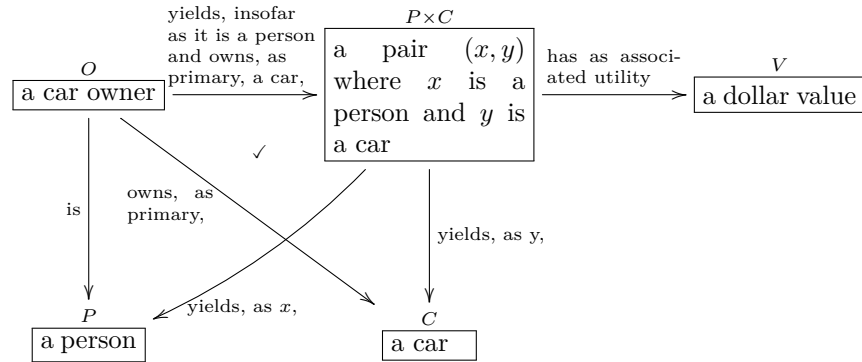 yields, insofar
as it is a person
and owns, as
primary, a car,
O
a car owner
P×C
a pair (x, y)
where x is a
person and y is
a car
has as associ-
ated utility
V
a dollar value
✓
is
owns, as
primary,
yields, as y,
yields, as x,
P
a person
C
a car